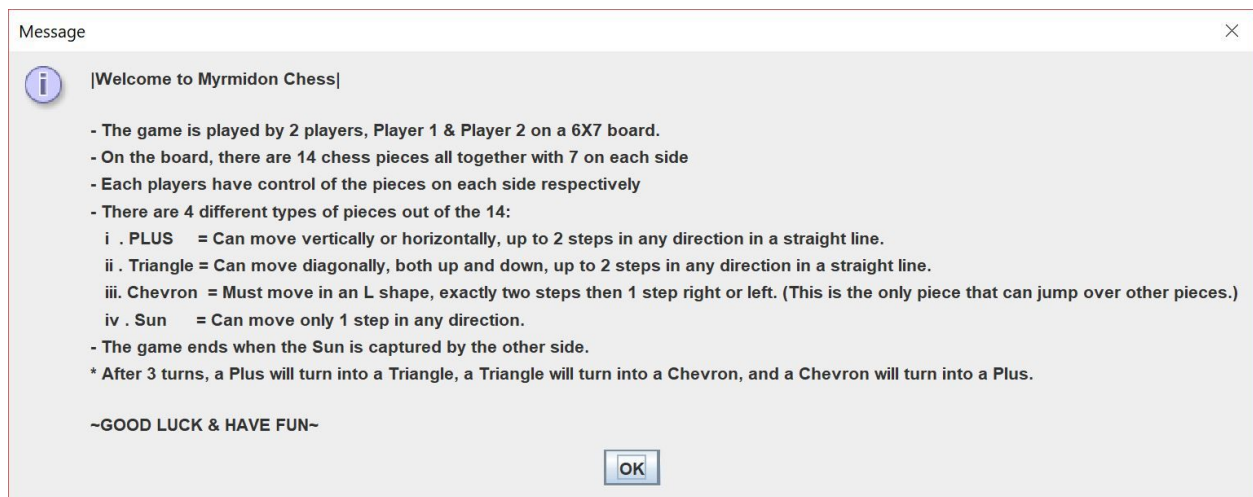 Message
|Welcome to Myrmidon Chess|
- The game is played by 2 players, Player 1 & Player 2 on a 6X7 board.
- On the board, there are 14 chess pieces all together with 7 on each side
- Each players have control of the pieces on each side respectively
- There are 4 different types of pieces out of the 14:
i . PLUS = Can move vertically or horizontally, up to 2 steps in any direction in a straight line.
ii . Triangle = Can move diagonally, both up and down, up to 2 steps in any direction in a straight line.
iii. Chevron = Must move in an L shape, exactly two steps then 1 step right or left. (This is the only piece that can jump over other pieces.)
iv . Sun = Can move only 1 step in any direction.
- The game ends when the Sun is captured by the other side.
* After 3 turns, a Plus will turn into a Triangle, a Triangle will turn into a Chevron, and a Chevron will turn into a Plus.
~GOOD LUCK & HAVE FUN~
OK